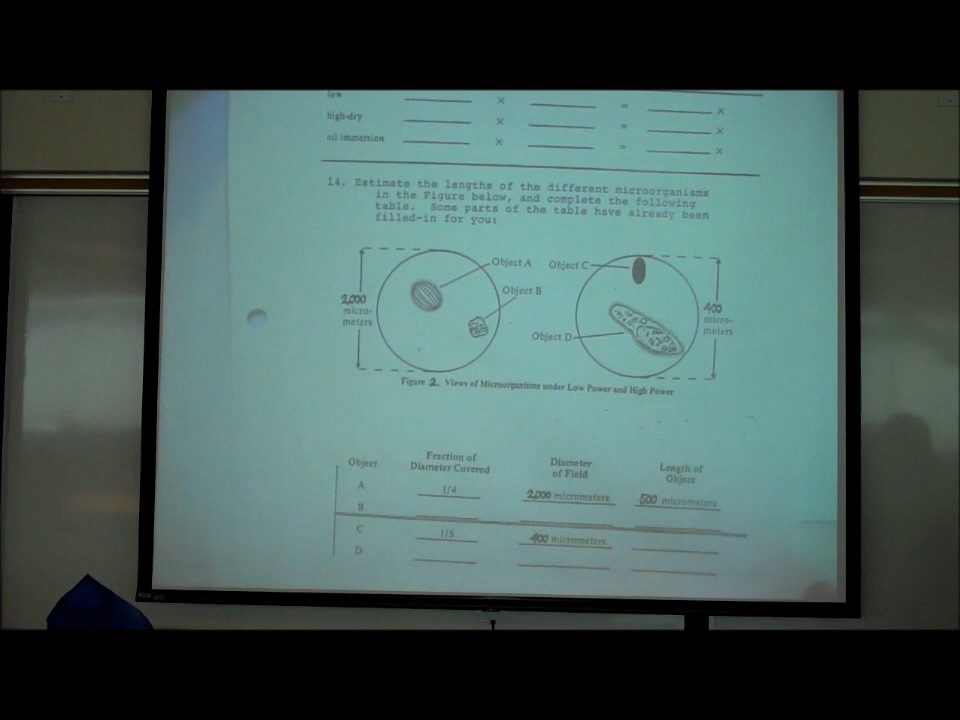 low × = ×
high-dry × = ×
oil immersion × = ×
14. Estimate the lengths of the different microorganisms
in the Figure below, and complete the following
table. Some parts of the table have already been
filled-in for you:
Object A
Object C
Object B
Object D
2,000
micro-
meters
400
micro-
meters
Figure 2. Views of Microorganisms under Low Power and High Power
Object
Fraction of
Diameter Covered
Diameter
of Field
Length of
Object
A 1/4 2,000 micrometers 500 micrometers
B
C 1/5 400 micrometers
D